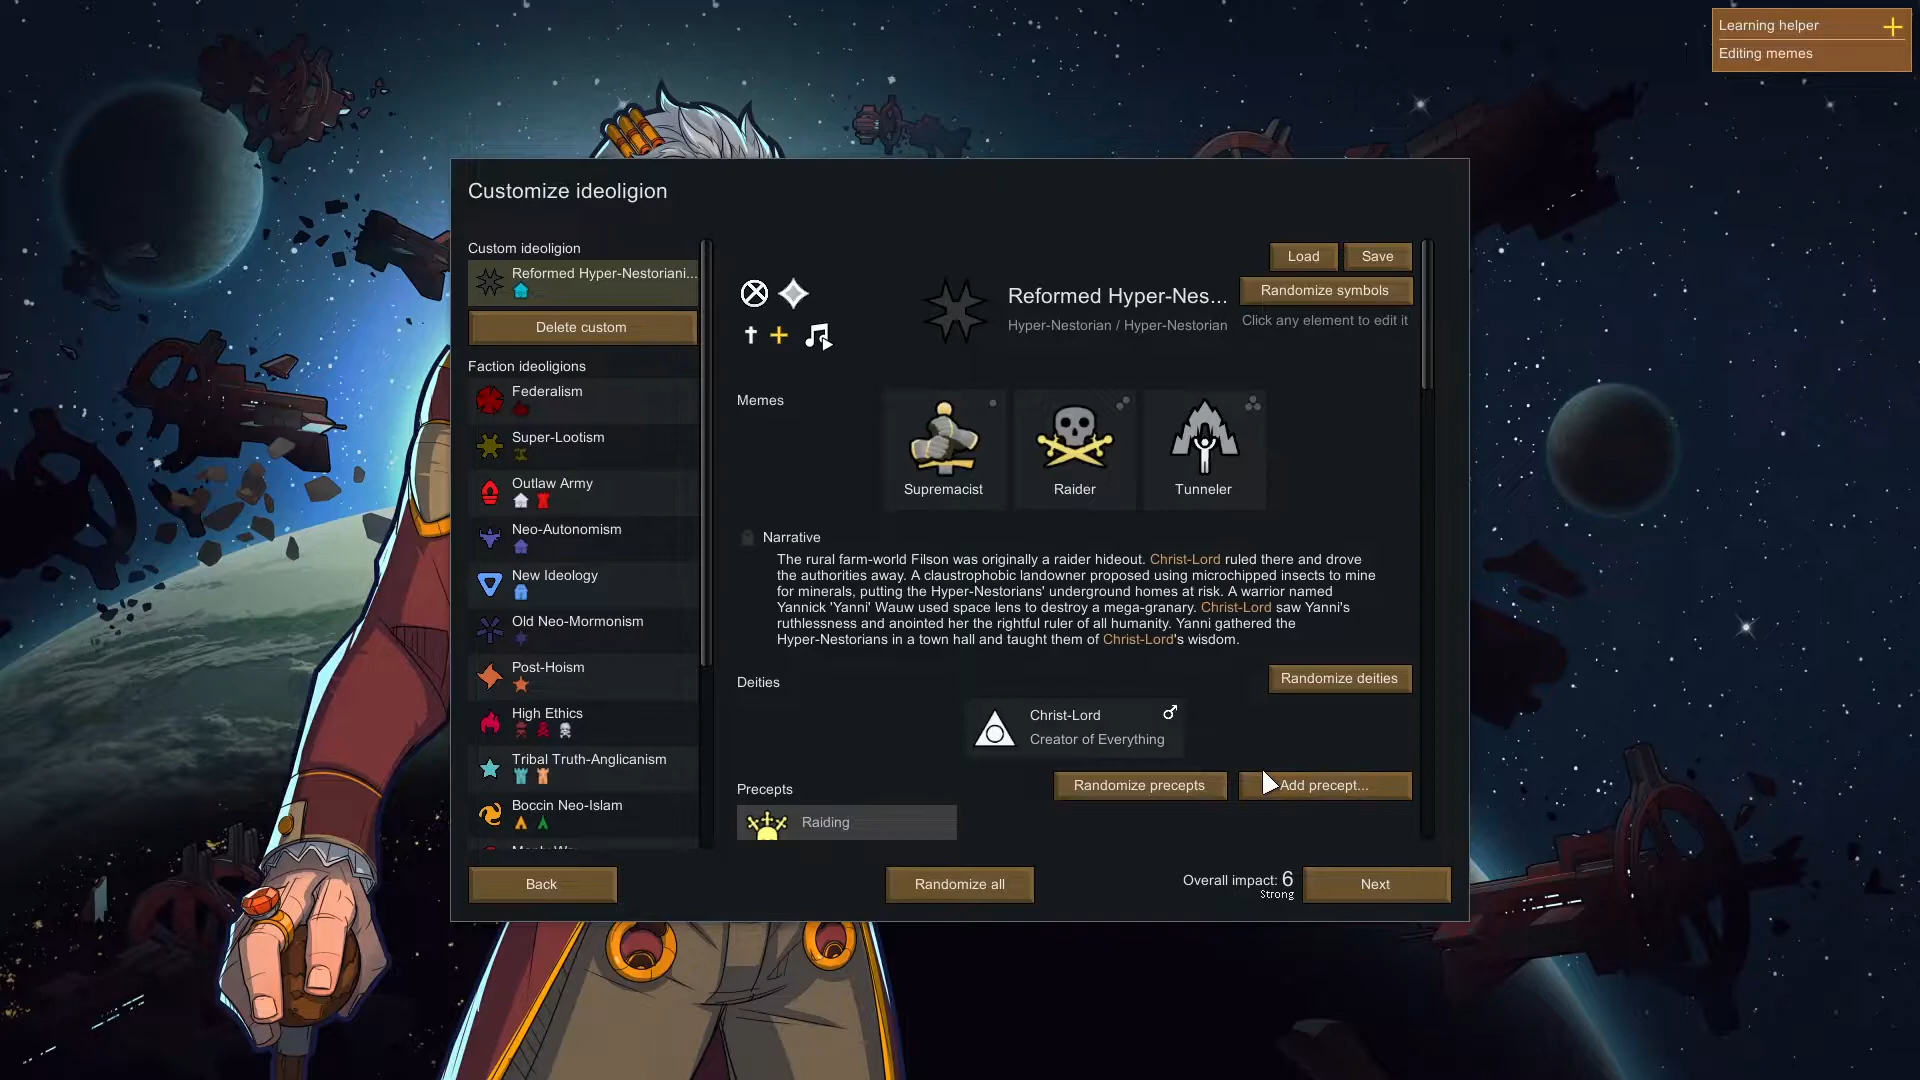 Learning helper
Editing memes
Customize ideoligion
Custom ideoligion
Reformed Hyper-Nestoriani...
Delete custom
Faction ideoligions
Federalism
Super-Lootism
Outlaw Army
Neo-Autonomism
New Ideology
Old Neo-Mormonism
Post-Hoism
High Ethics
Tribal Truth-Anglicanism
Boccin Neo-Islam
Load
Save
Reformed Hyper-Nes...
Randomize symbols
Hyper-Nestorian / Hyper-Nestorian
Click any element to edit it
Memes
Supremacist
Raider
Tunneler
Narrative
The rural farm-world Filson was originally a raider hideout. Christ-Lord ruled there and drove
the authorities away. A claustrophobic landowner proposed using microchipped insects to mine
for minerals, putting the Hyper-Nestorians' underground homes at risk. A warrior named
Yannick 'Yanni' Wauw used space lens to destroy a mega-granary. Christ-Lord saw Yanni's
ruthlessness and anointed her the rightful ruler of all humanity. Yanni gathered the
Hyper-Nestorians in a town hall and taught them of Christ-Lord's wisdom.
Deities
Randomize deities
Christ-Lord
Creator of Everything
Precepts
Randomize precepts
Add precept...
Raiding
Back
Randomize all
Overall impact: 6
Strong
Next